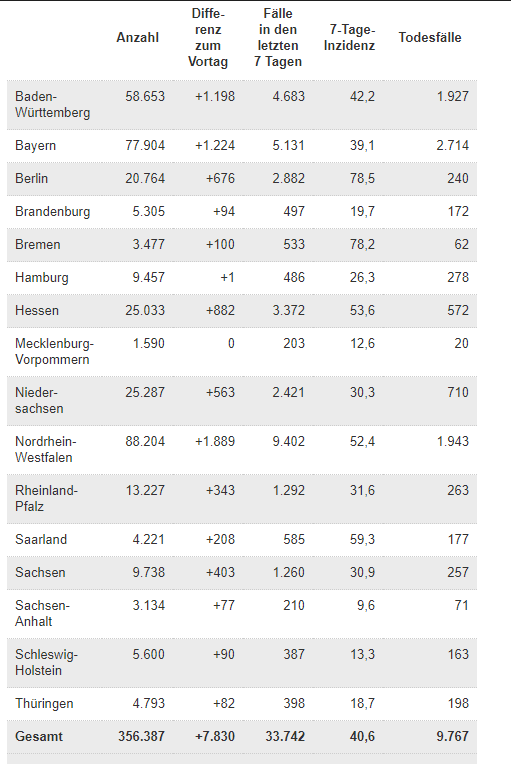 Anzahl Diffe- renz zum Vortag Fälle in den letzten 7 Tagen 7-Tage- Inzidenz Todesfälle
Baden- Württemberg 58.653 +1.198 4.683 42,2 1.927
Bayern 77.904 +1.224 5.131 39,1 2.714
Berlin 20.764 +676 2.882 78,5 240
Brandenburg 5.305 +94 497 19,7 172
Bremen 3.477 +100 533 78,2 62
Hamburg 9.457 +1 486 26,3 278
Hessen 25.033 +882 3.372 53,6 572
Mecklenburg- Vorpommern 1.590 0 203 12,6 20
Nieder- sachsen 25.287 +563 2.421 30,3 710
Nordrhein- Westfalen 88.204 +1.889 9.402 52,4 1.943
Rheinland- Pfalz 13.227 +343 1.292 31,6 263
Saarland 4.221 +208 585 59,3 177
Sachsen 9.738 +403 1.260 30,9 257
Sachsen- Anhalt 3.134 +77 210 9,6 71
Schleswig- Holstein 5.600 +90 387 13,3 163
Thüringen 4.793 +82 398 18,7 198
Gesamt 356.387 +7.830 33.742 40,6 9.767